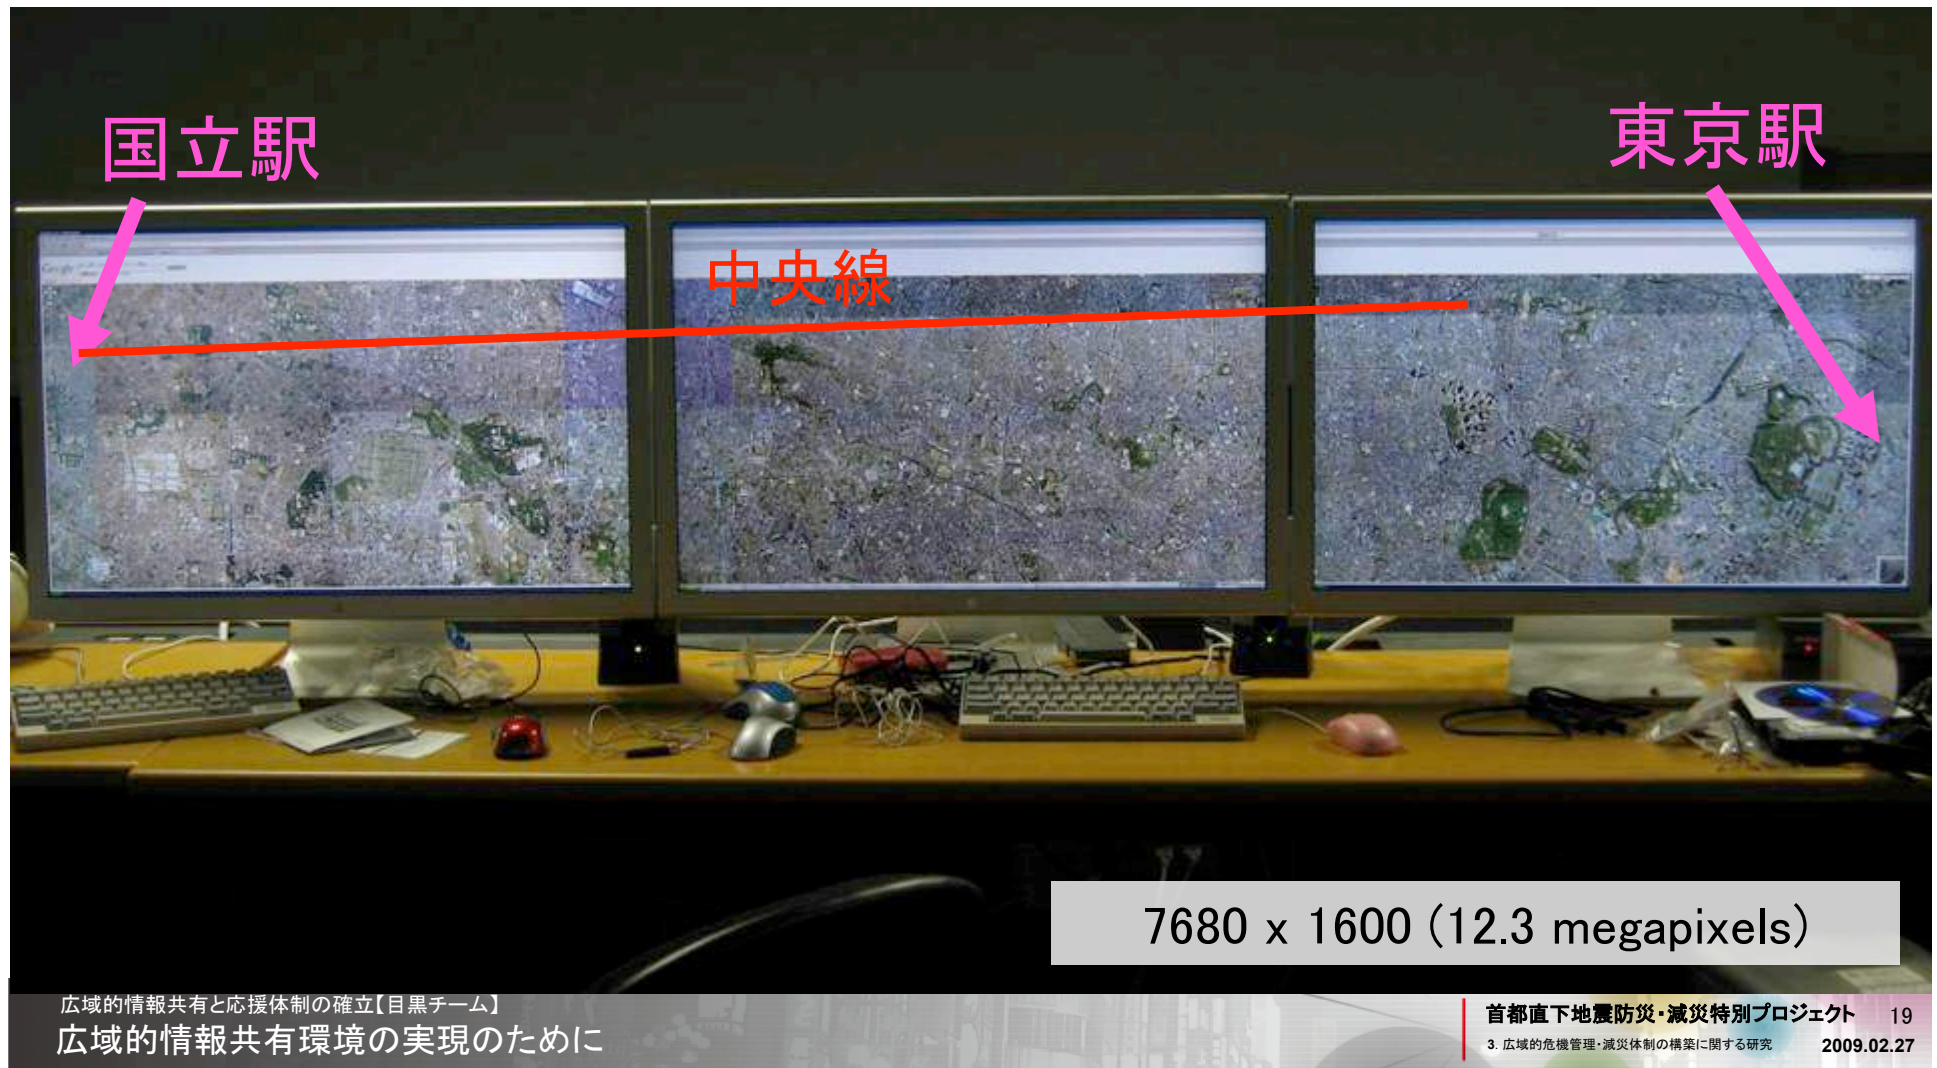 国立駅
東京駅
中央線
Google
7680 x 1600 (12.3 megapixels)
広域的情報共有と応援体制の確立【目黒チーム】
広域的情報共有環境の実現のために
首都直下地震防災・減災特別プロジェクト 19
3. 広域的危機管理・減災体制の構築に関する研究 2009.02.27